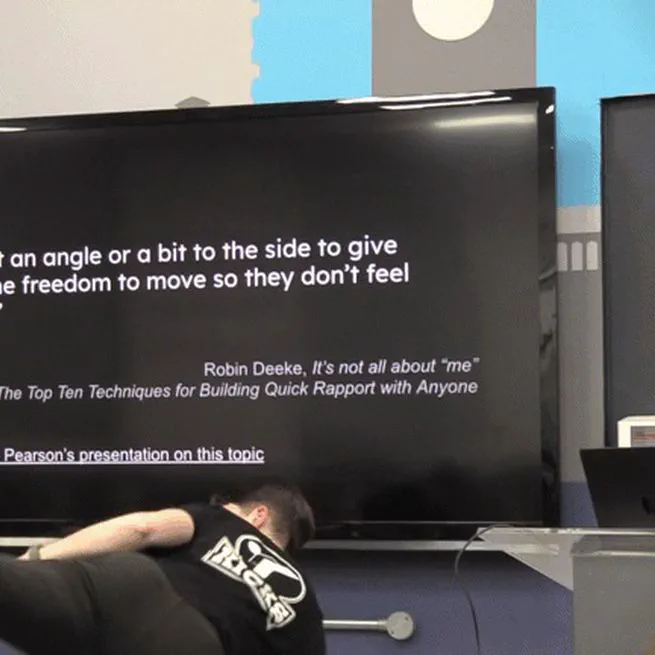 t an angle or a bit to the side to give
e freedom to move so they don't feel
Robin Deeke, It's not all about “me”
The Top Ten Techniques for Building Quick Rapport with Anyone
Pearson's presentation on this topic
KICKS